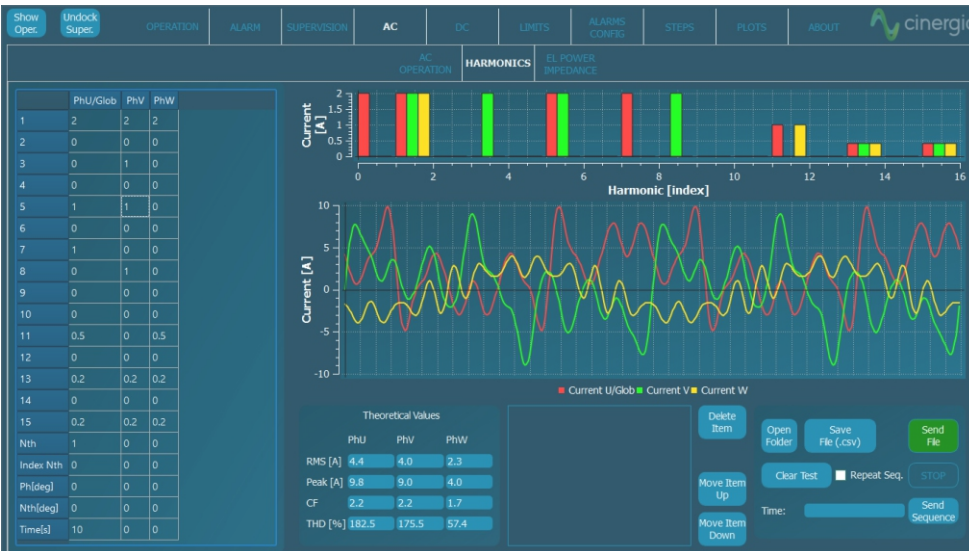 Show Oper.
Undock Super.
OPERATION
ALARM
SUPERVISION
AC
DC
LIMITS
ALARMS CONFIG
STEPS
PLOTS
ABOUT
cinergic
AC OPERATION
HARMONICS
EL POWER IMPEDANCE
PhU/Glob PhV PhW
1 2 2 2
2 0 0 0
3 0 1 0
4 0 0 0
5 1 1 0
6 0 0 0
7 1 0 0
8 0 1 0
9 0 0 0
10 0 0 0
11 0.5 0 0.5
12 0 0 0
13 0.2 0.2 0.2
14 0 0 0
15 0.2 0.2 0.2
Nth 1 0 0
Index Nth 0 0 0
Ph[deg] 0 0 0
Nth[deg] 0 0 0
Time[s] 10 0 0
Current [A]
2
1.5
1
0.5
0
0 2 4 6 8 10 12 14 16
Harmonic [index]
Current [A]
10
5
0
-5
-10
Current U/Glob Current V Current W
Theoretical Values
PhU PhV PhW
RMS [A] 4.4 4.0 2.3
Peak [A] 9.8 9.0 4.0
CF 2.2 2.2 1.7
THD [%] 182.5 175.5 57.4
Delete Item
Move Item Up
Move Item Down
Open Folder
Save File (.csv)
Send File
Clear Test
Repeat Seq.
STOP
Time:
Send Sequence